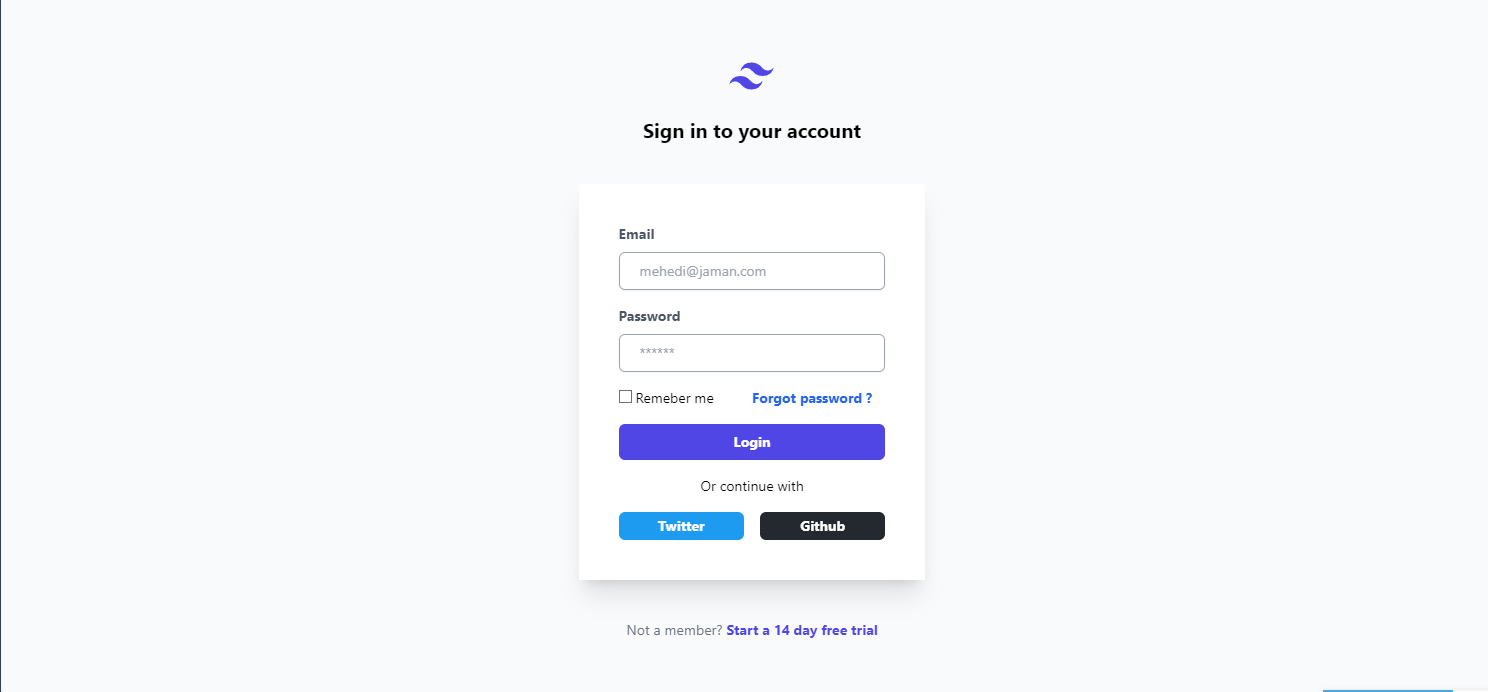 Sign in to your account
Email
mehedi@jaman.com
Password
******
Remeber me Forgot password ?
Login
Or continue with
Twitter Github
Not a member? Start a 14 day free trial